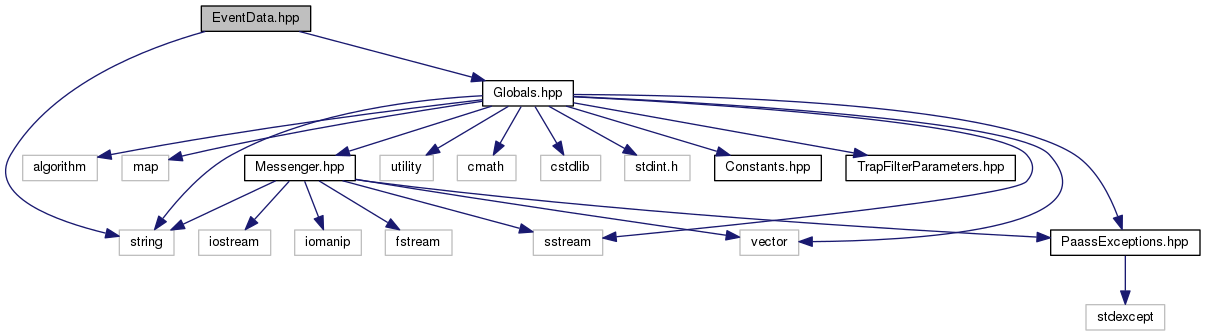 EventData.hpp
Globals.hpp
algorithm
map
Messenger.hpp
utility
cmath
cstdlib
stdint.h
Constants.hpp
TrapFilterParameters.hpp
string
iostream
iomanip
fstream
sstream
vector
PaassExceptions.hpp
stdexcept